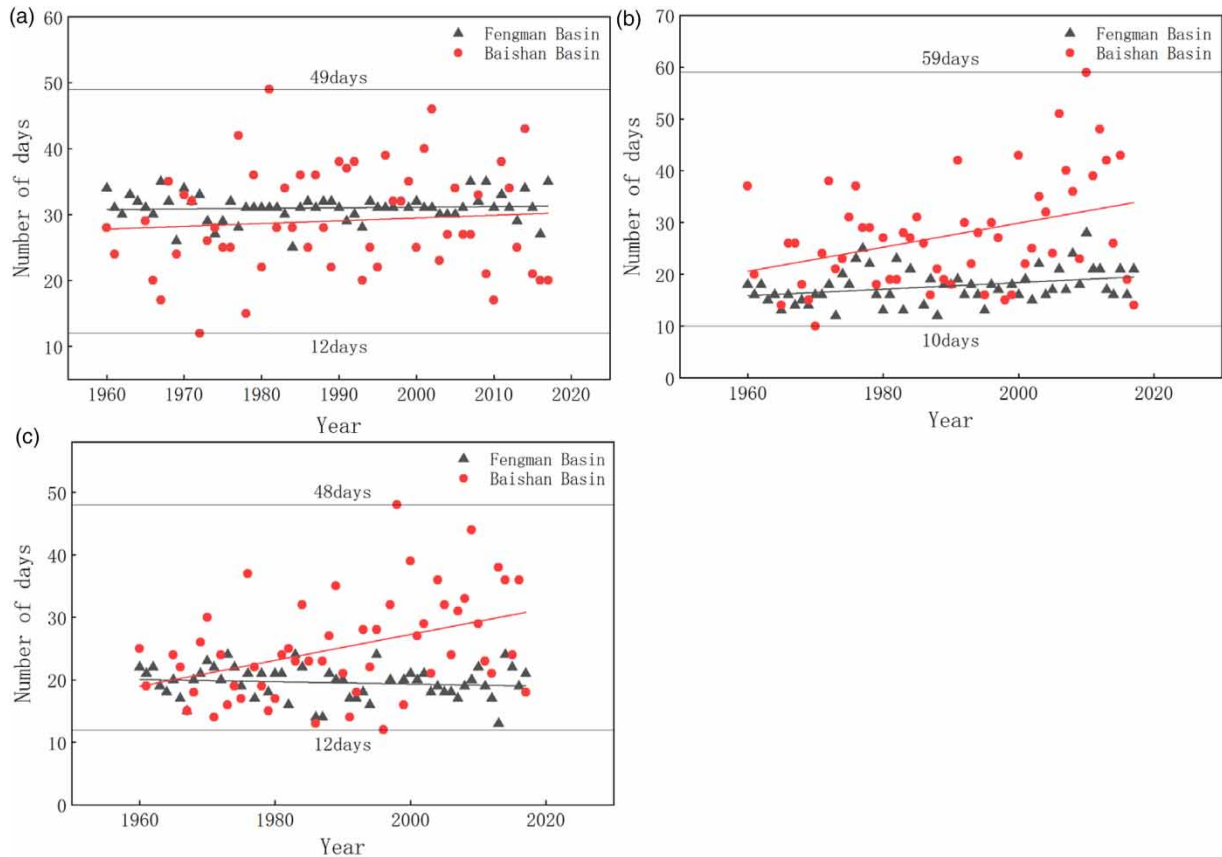 (a)
60
50
40
30
20
10
Number of days
Fengman Basin
Baishan Basin
49days
12days
1960 1970 1980 1990 2000 2010 2020
Year
(b)
70
60
50
40
30
20
10
0
Number of days
Fengman Basin
Baishan Basin
59days
10days
1960 1980 2000 2020
Year
(c)
50
40
30
20
10
0
Number of days
Fengman Basin
Baishan Basin
48days
12days
1960 1980 2000 2020
Year